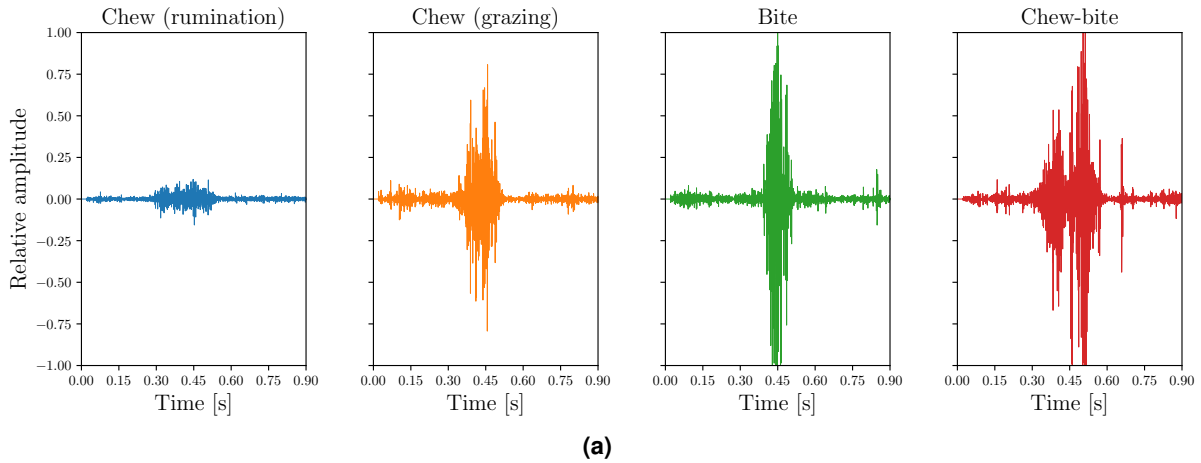 Chew (rumination) Chew (grazing) Bite Chew-bite
Relative amplitude
1.00
0.75
0.50
0.25
0.00
−0.25
−0.50
−0.75
−1.00
0.00 0.15 0.30 0.45 0.60 0.75 0.90 0.00 0.15 0.30 0.45 0.60 0.75 0.90 0.00 0.15 0.30 0.45 0.60 0.75 0.90 0.00 0.15 0.30 0.45 0.60 0.75 0.90
Time [s] Time [s] Time [s] Time [s]
(a)